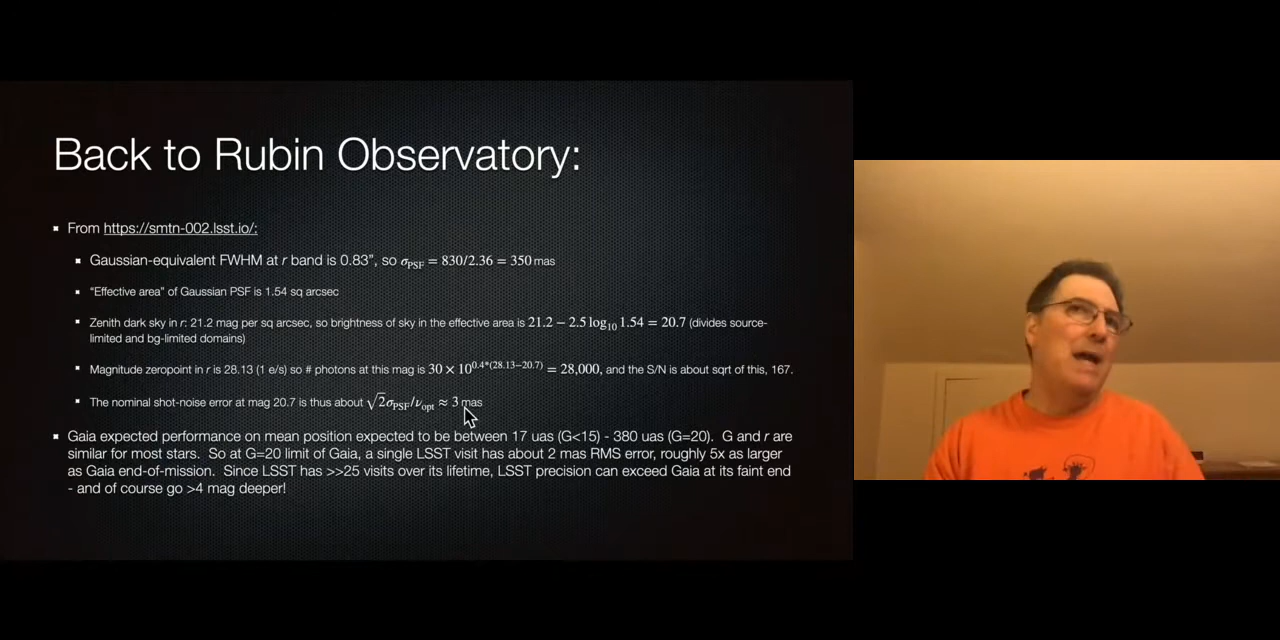 Back to Rubin Observatory:
From https://smtn-002.lsst.io/:
Gaussian-equivalent FWHM at r band is 0.83", so σPSF = 830/2.36 = 350 mas
"Effective area" of Gaussian PSF is 1.54 sq arcsec
Zenith dark sky in r: 21.2 mag per sq arcsec, so brightness of sky in the effective area is 21.2 − 2.5 log10 1.54 = 20.7 (divides source-
limited and bg-limited domains)
Magnitude zeropoint in r is 28.13 (1 e/s) so # photons at this mag is 30 × 10^0.4*(28.13−20.7) = 28,000, and the S/N is about sqrt of this, 167.
The nominal shot-noise error at mag 20.7 is thus about √2σPSF/νopt ≈ 3 mas
Gaia expected performance on mean position expected to be between 17 uas (G<15) - 380 uas (G=20). G and r are
similar for most stars. So at G=20 limit of Gaia, a single LSST visit has about 2 mas RMS error, roughly 5x as larger
as Gaia end-of-mission. Since LSST has >>25 visits over its lifetime, LSST precision can exceed Gaia at its faint end
- and of course go >4 mag deeper!